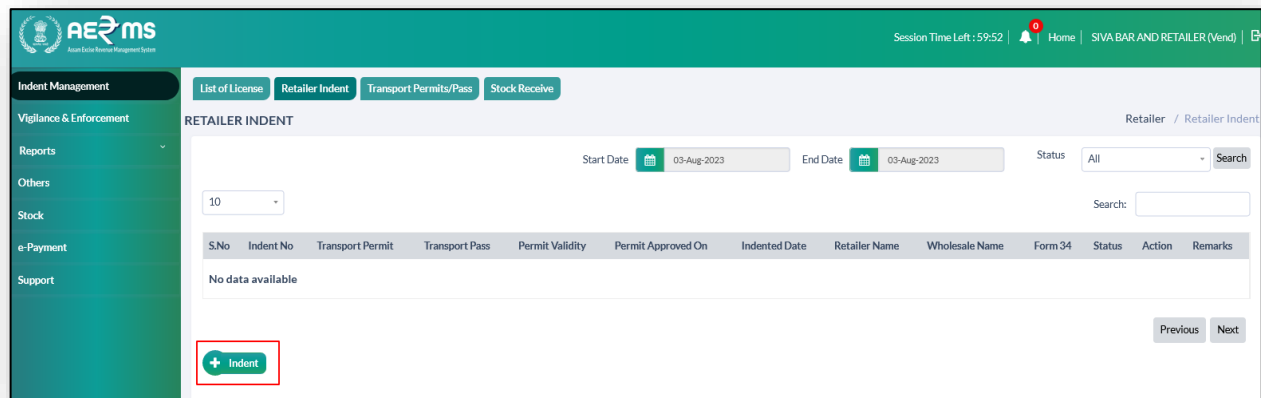 AERMS
Assam Excise Revenue Management System
Session Time Left : 59:52 | 0 | Home | SIVA BAR AND RETAILER (Vend) |
Indent Management
Vigilance & Enforcement
Reports
Others
Stock
e-Payment
Support
List of License Retailer Indent Transport Permits/Pass Stock Receive
RETAILER INDENT
Retailer / Retailer Indent
Start Date 03-Aug-2023 End Date 03-Aug-2023 Status All Search
10 Search:
S.No Indent No Transport Permit Transport Pass Permit Validity Permit Approved On Indented Date Retailer Name Wholesale Name Form 34 Status Action Remarks
No data available
Previous Next
+ Indent